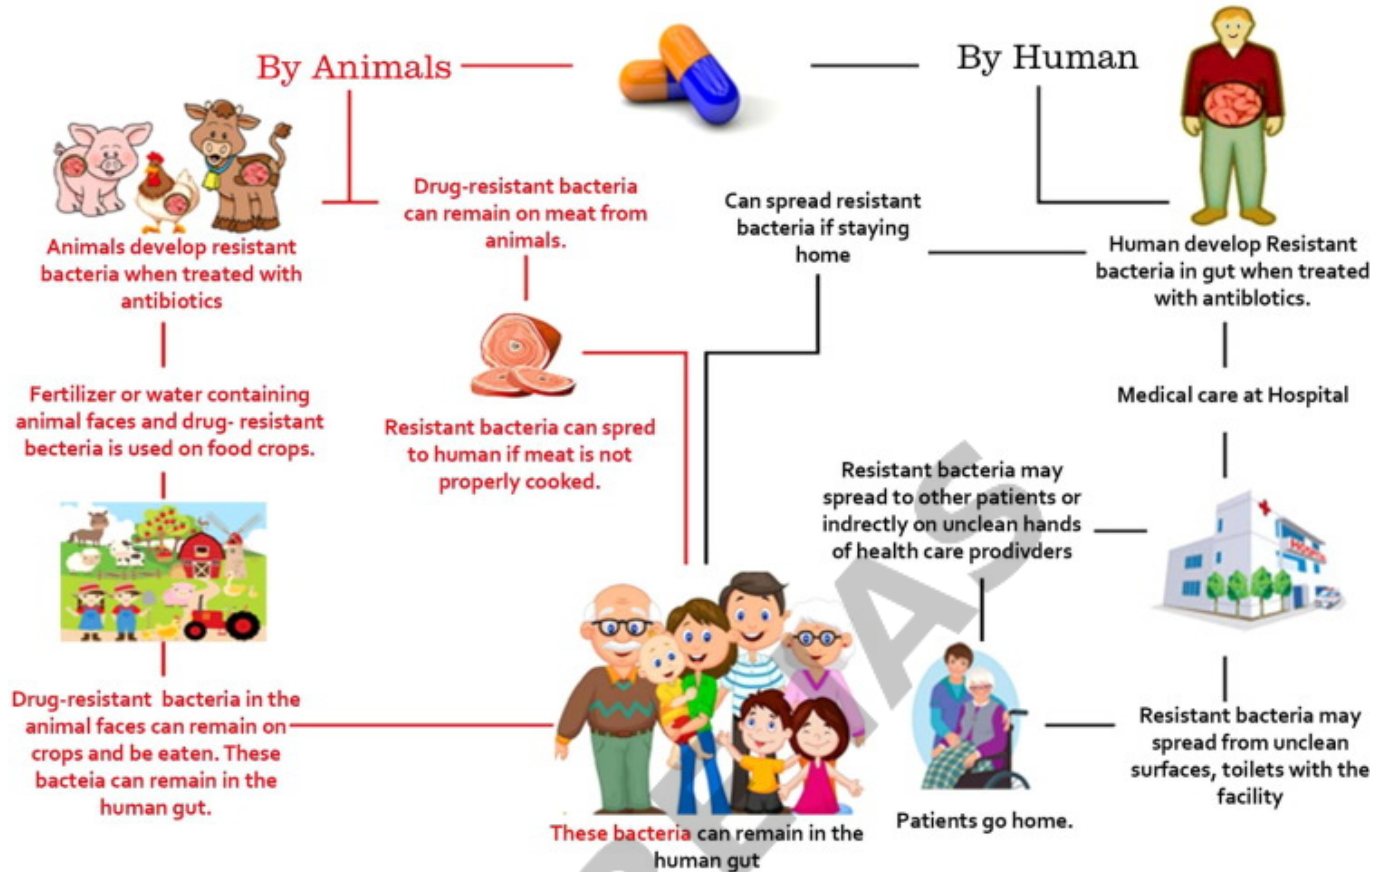 By Animals
By Human
Animals develop resistant
bacteria when treated with
antibiotics
Drug-resistant bacteria
can remain on meat from
animals.
Can spread resistant
bacteria if staying
home
Human develop Resistant
bacteria in gut when treated
with antiblotics.
Fertilizer or water containing
animal faces and drug- resistant
becteria is used on food crops.
Resistant bacteria can spred
to human if meat is not
properly cooked.
Medical care at Hospital
Resistant bacteria may
spread to other patients or
indirectly on unclean hands
of health care prodivders
HOSPITAL
Drug-resistant bacteria in the
animal faces can remain on
crops and be eaten. These
bacteia can remain in the
human gut.
Resistant bacteria may
spread from unclean
surfaces, toilets with the
facility
Patients go home.
These bacteria can remain in the
human gut